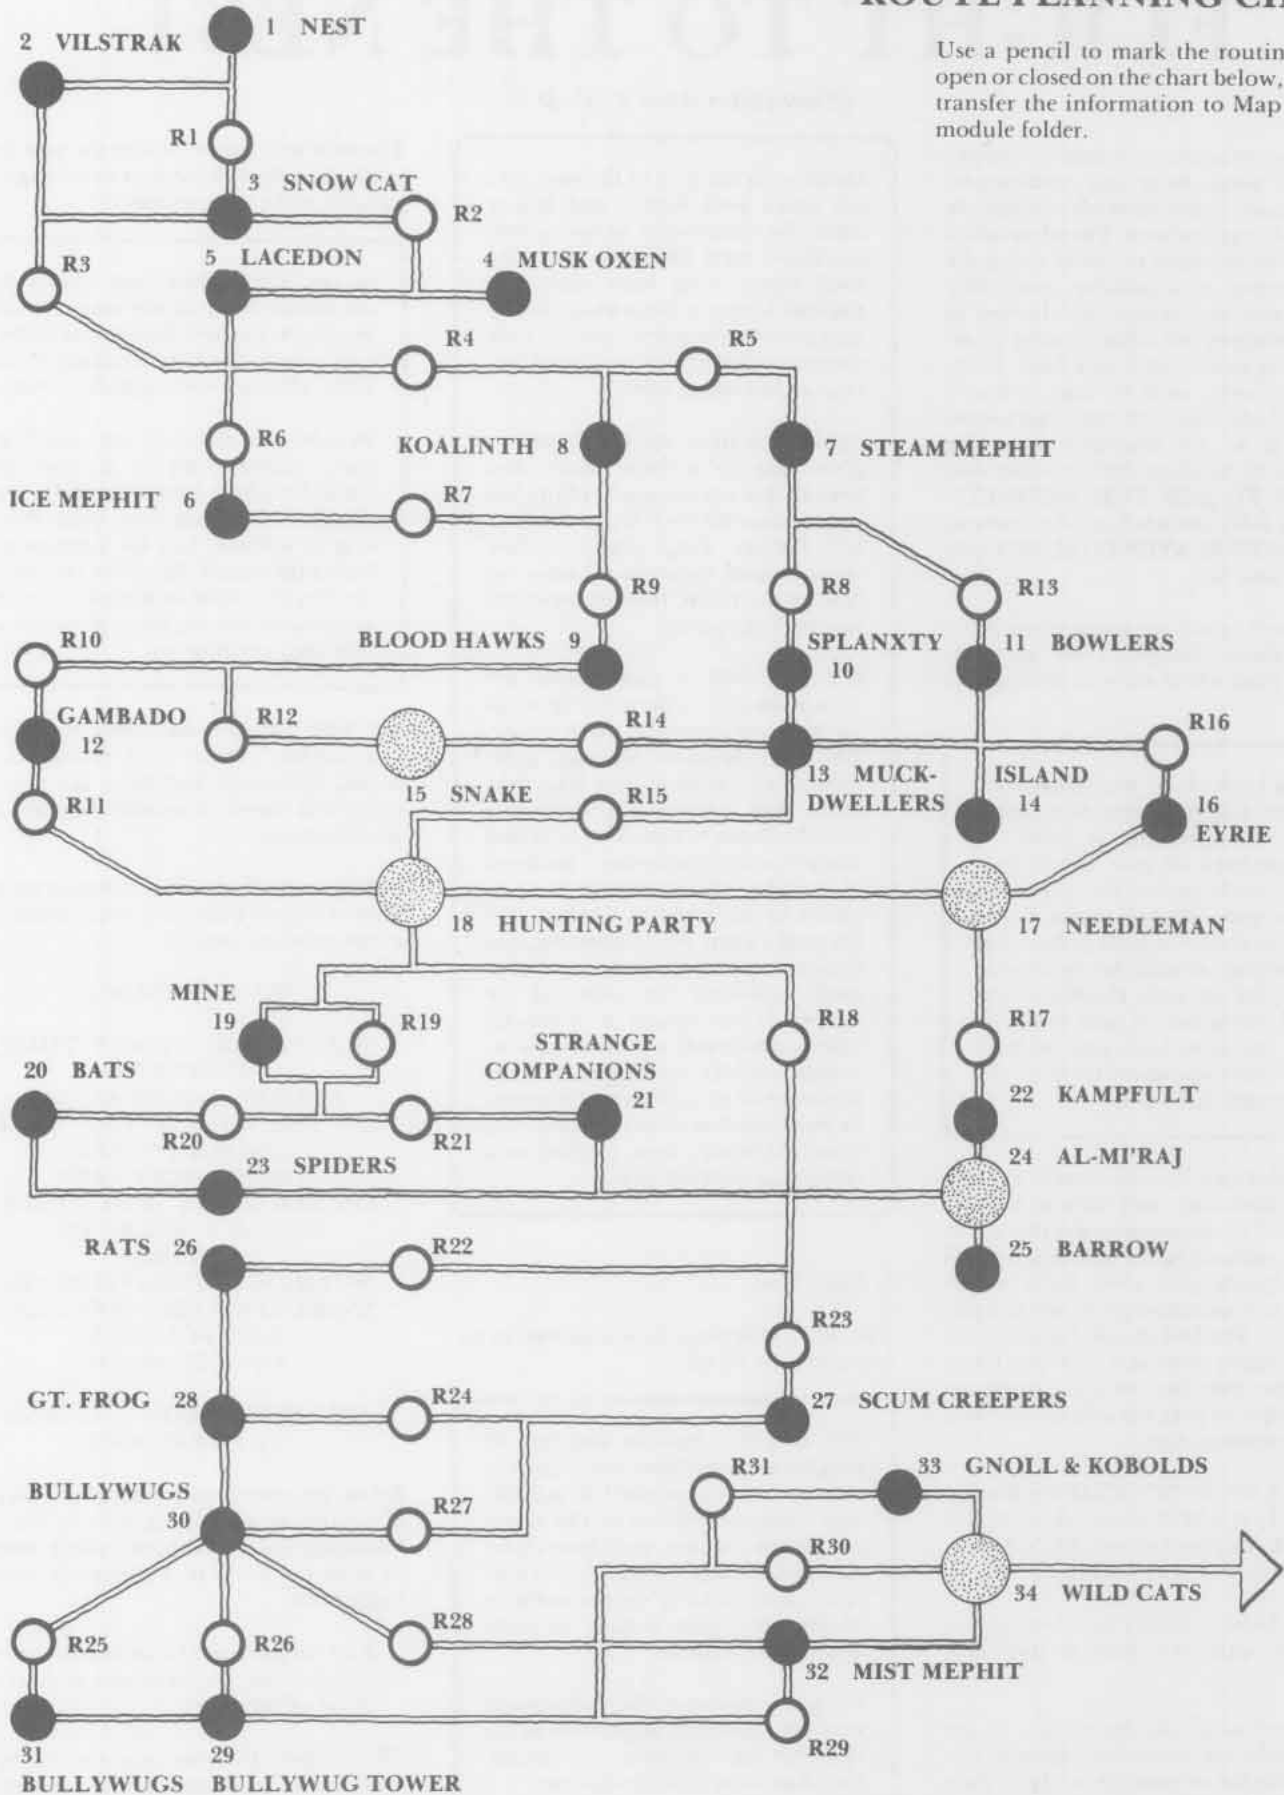 ROUTE PLANNING
Use a pencil to mark the routin
open or closed on the chart below,
transfer the information to Map
module folder.
1 NEST
2 VILSTRAK
R1
3 SNOW CAT
R2
R3
5 LACEDON
4 MUSK OXEN
R4
R5
R6
KOALINTH 8
7 STEAM MEPHIT
ICE MEPHIT 6
R7
R9
R8
R13
R10
BLOOD HAWKS 9
SPLANXTY
10
11 BOWLERS
GAMBADO
12
R12
R14
R16
13 MUCK-
DWELLERS
ISLAND
14
15 SNAKE
R15
R11
16
EYRIE
18 HUNTING PARTY
17 NEEDLEMAN
MINE
19
R19
R18
R17
STRANGE
COMPANIONS
21
20 BATS
22 KAMPFULT
R20
R21
23 SPIDERS
24 AL-MI'RAJ
RATS 26
R22
25 BARROW
R23
GT. FROG 28
R24
27 SCUM CREEPERS
BULLYWUGS
30
R27
R31
33 GNOLL & KOBOLDS
R30
34 WILD CATS
R25
R26
R28
32 MIST MEPHIT
R29
31
BULLYWUGS
29
BULLYWUG TOWER